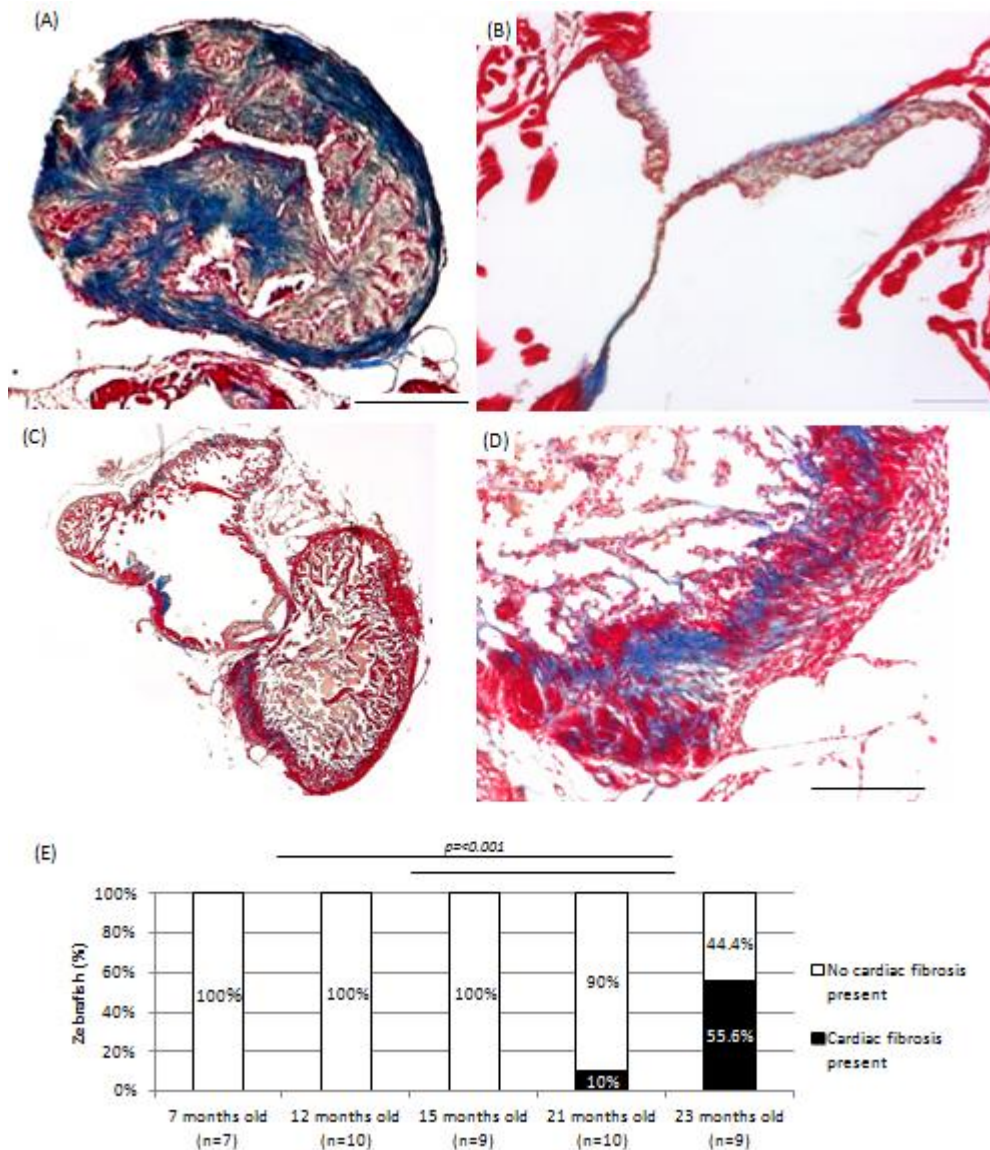 (A)
(B)
(C)
(D)
(E)
p=<0.001
Zebrafish (%)
100%
80%
60%
40%
20%
0%
100%
100%
100%
90%
10%
44.4%
55.6%
7 months old
(n=7)
12 months old
(n=10)
15 months old
(n=9)
21 months old
(n=10)
23 months old
(n=9)
No cardiac fibrosis
present
Cardiac fibrosis
present